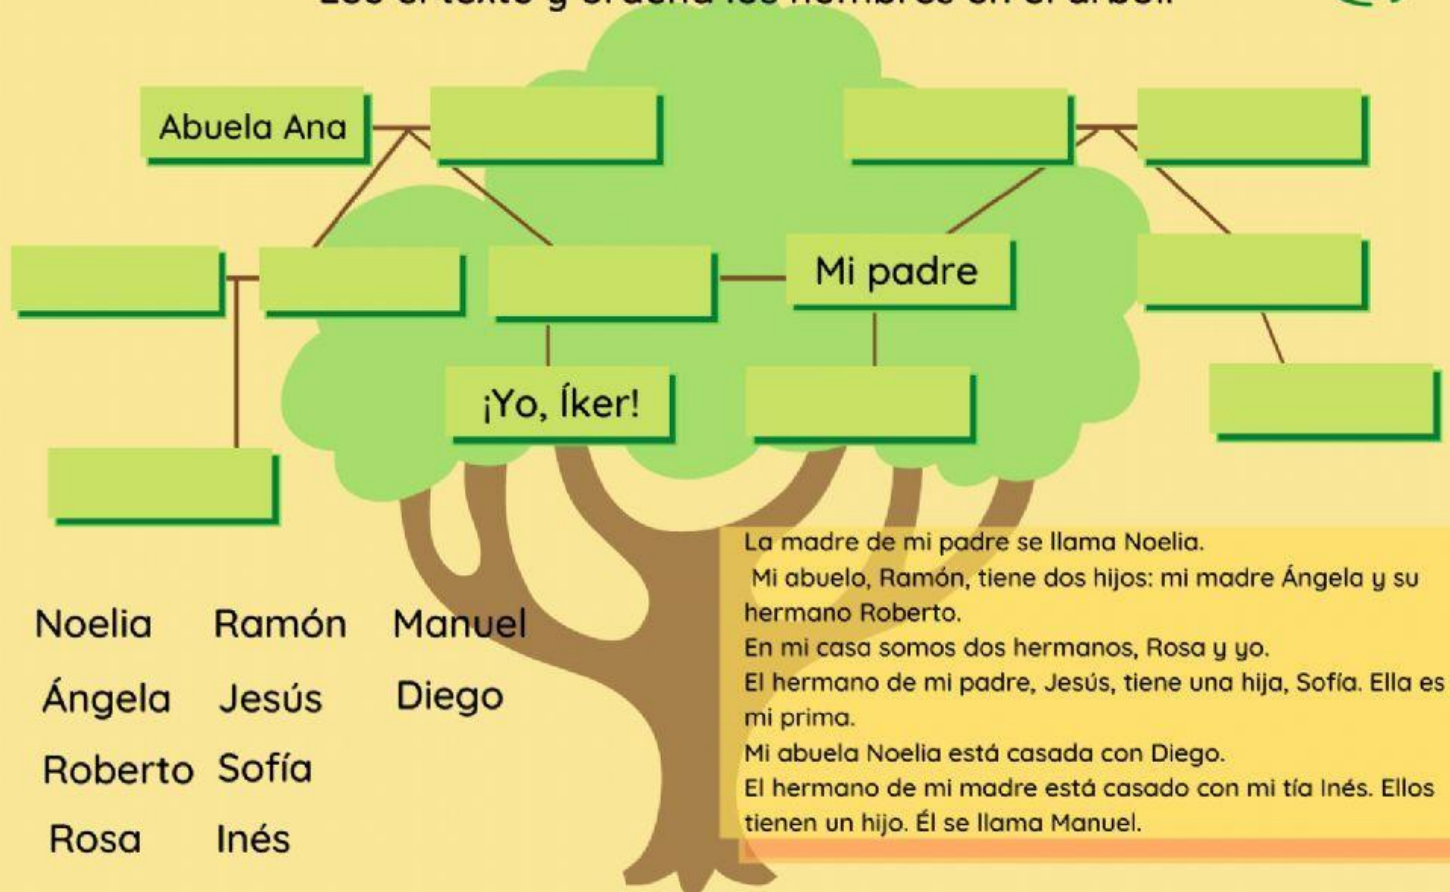 Abuela Ana
Mi padre
¡Yo, Íker!
Noelia Ramón Manuel
Ángela Jesús Diego
Roberto Sofía
Rosa Inés
La madre de mi padre se llama Noelia.
Mi abuelo, Ramón, tiene dos hijos: mi madre Ángela y su
hermano Roberto.
En mi casa somos dos hermanos, Rosa y yo.
El hermano de mi padre, Jesús, tiene una hija, Sofía. Ella es
mi prima.
Mi abuela Noelia está casada con Diego.
El hermano de mi madre está casado con mi tía Inés. Ellos
tienen un hijo. Él se llama Manuel.